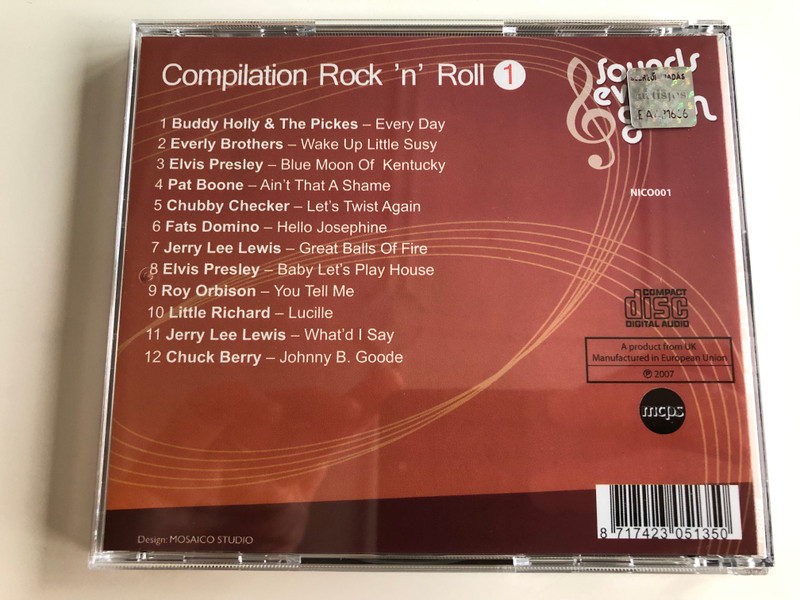 Compilation Rock 'n' Roll 1
1 Buddy Holly & The Pickes – Every Day
2 Everly Brothers – Wake Up Little Susy
3 Elvis Presley – Blue Moon Of Kentucky
4 Pat Boone – Ain't That A Shame
5 Chubby Checker – Let's Twist Again
6 Fats Domino – Hello Josephine
7 Jerry Lee Lewis – Great Balls Of Fire
8 Elvis Presley – Baby Let's Play House
9 Roy Orbison – You Tell Me
10 Little Richard – Lucille
11 Jerry Lee Lewis – What'd I Say
12 Chuck Berry – Johnny B. Goode
sounds
NICO001
COMPACT
disc
DIGITAL AUDIO
A product from UK
Manufactured in European Union
℗ 2007
mcps
8 717423 051350
Design: MOSAICO STUDIO